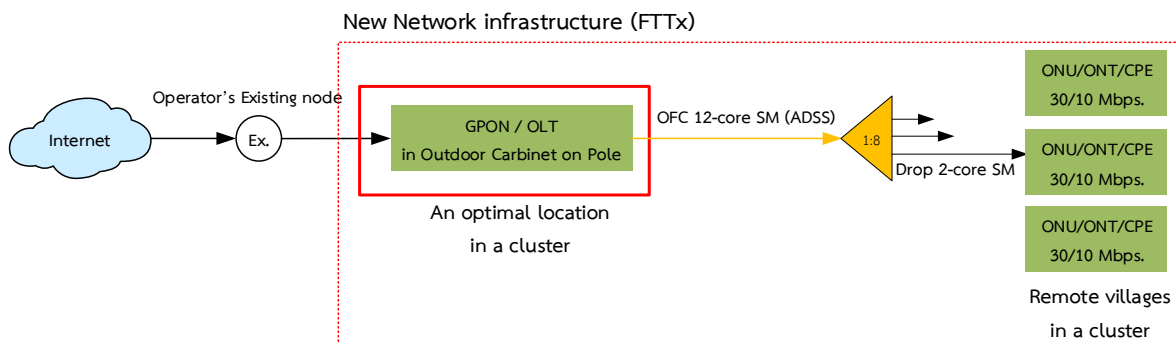 New Network infrastructure (FTTx)
Operator's Existing node
Internet
Ex.
GPON / OLT
in Outdoor Carbinet on Pole
An optimal location
in a cluster
OFC 12-core SM (ADSS)
1:8
Drop 2-core SM
ONU/ONT/CPE
30/10 Mbps.
ONU/ONT/CPE
30/10 Mbps.
ONU/ONT/CPE
30/10 Mbps.
Remote villages
in a cluster